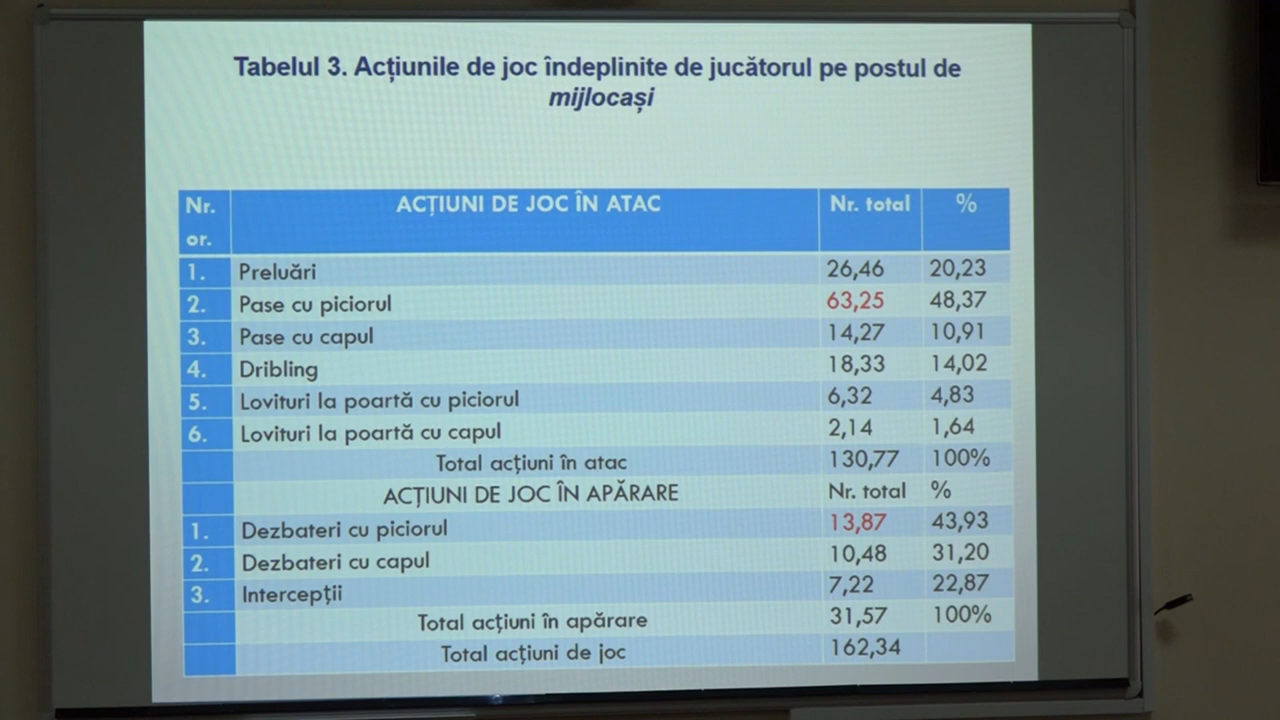 Tabelul 3. Acțiunile de joc îndeplinite de jucătorul pe postul de
mijlocași
Nr. or. ACȚIUNI DE JOC ÎN ATAC Nr. total %
1. Preluări 26,46 20,23
2. Pase cu piciorul 63,25 48,37
3. Pase cu capul 14,27 10,91
4. Dribling 18,33 14,02
5. Lovituri la poartă cu piciorul 6,32 4,83
6. Lovituri la poartă cu capul 2,14 1,64
Total acțiuni în atac 130,77 100%
ACȚIUNI DE JOC ÎN APĂRARE Nr. total %
1. Dezbateri cu piciorul 13,87 43,93
2. Dezbateri cu capul 10,48 31,20
3. Intercepții 7,22 22,87
Total acțiuni în apărare 31,57 100%
Total acțiuni de joc 162,34